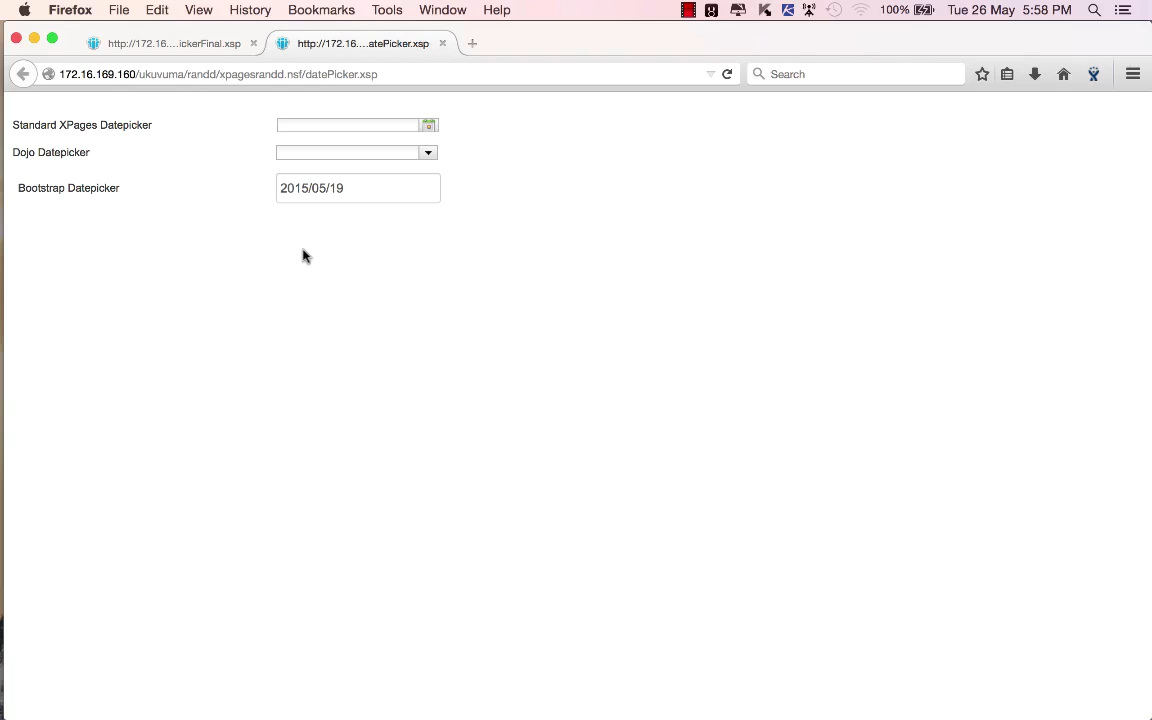 Firefox File Edit View History Bookmarks Tools Window Help 100% Tue 26 May 5:58 PM
http://172.16....ickerFinal.xsp http://172.16....atePicker.xsp
172.16.169.160/ukuvuma/randd/xpagesrandd.nsf/datePicker.xsp Search
Standard XPages Datepicker
Dojo Datepicker
Bootstrap Datepicker 2015/05/19